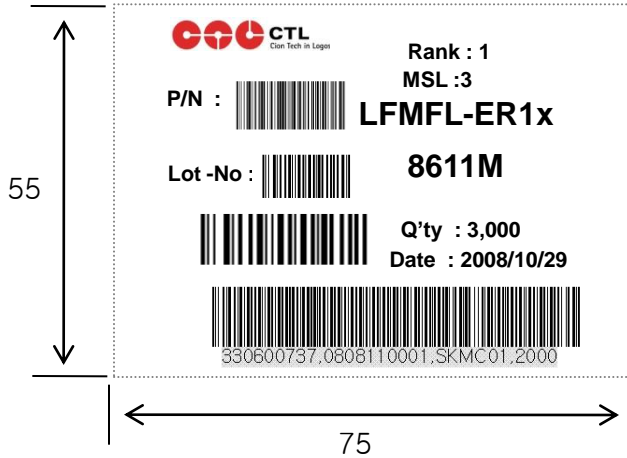 CTL
Cian Tech in Logos
Rank : 1
MSL :3
P/N :
LFMFL-ER1x
Lot -No :
8611M
Q’ty : 3,000
Date : 2008/10/29
330600737,0808110001,SKMC01,2000
55
75